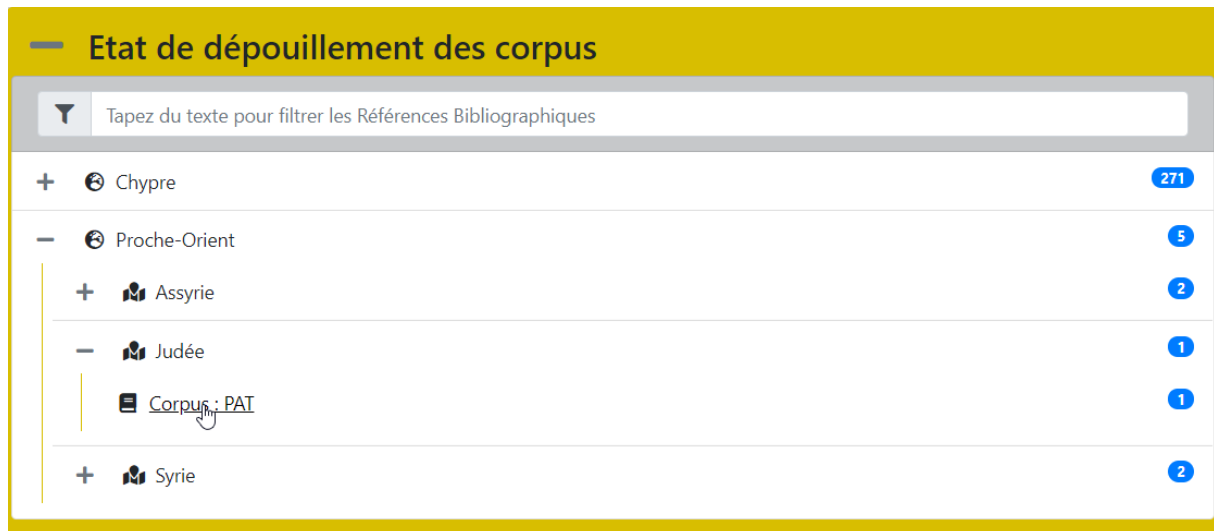 Etat de dépouillement des corpus
Tapez du texte pour filtrer les Références Bibliographiques
Chypre 271
Proche-Orient 5
Assyrie 2
Judée 1
Corpus : PAT 1
Syrie 2